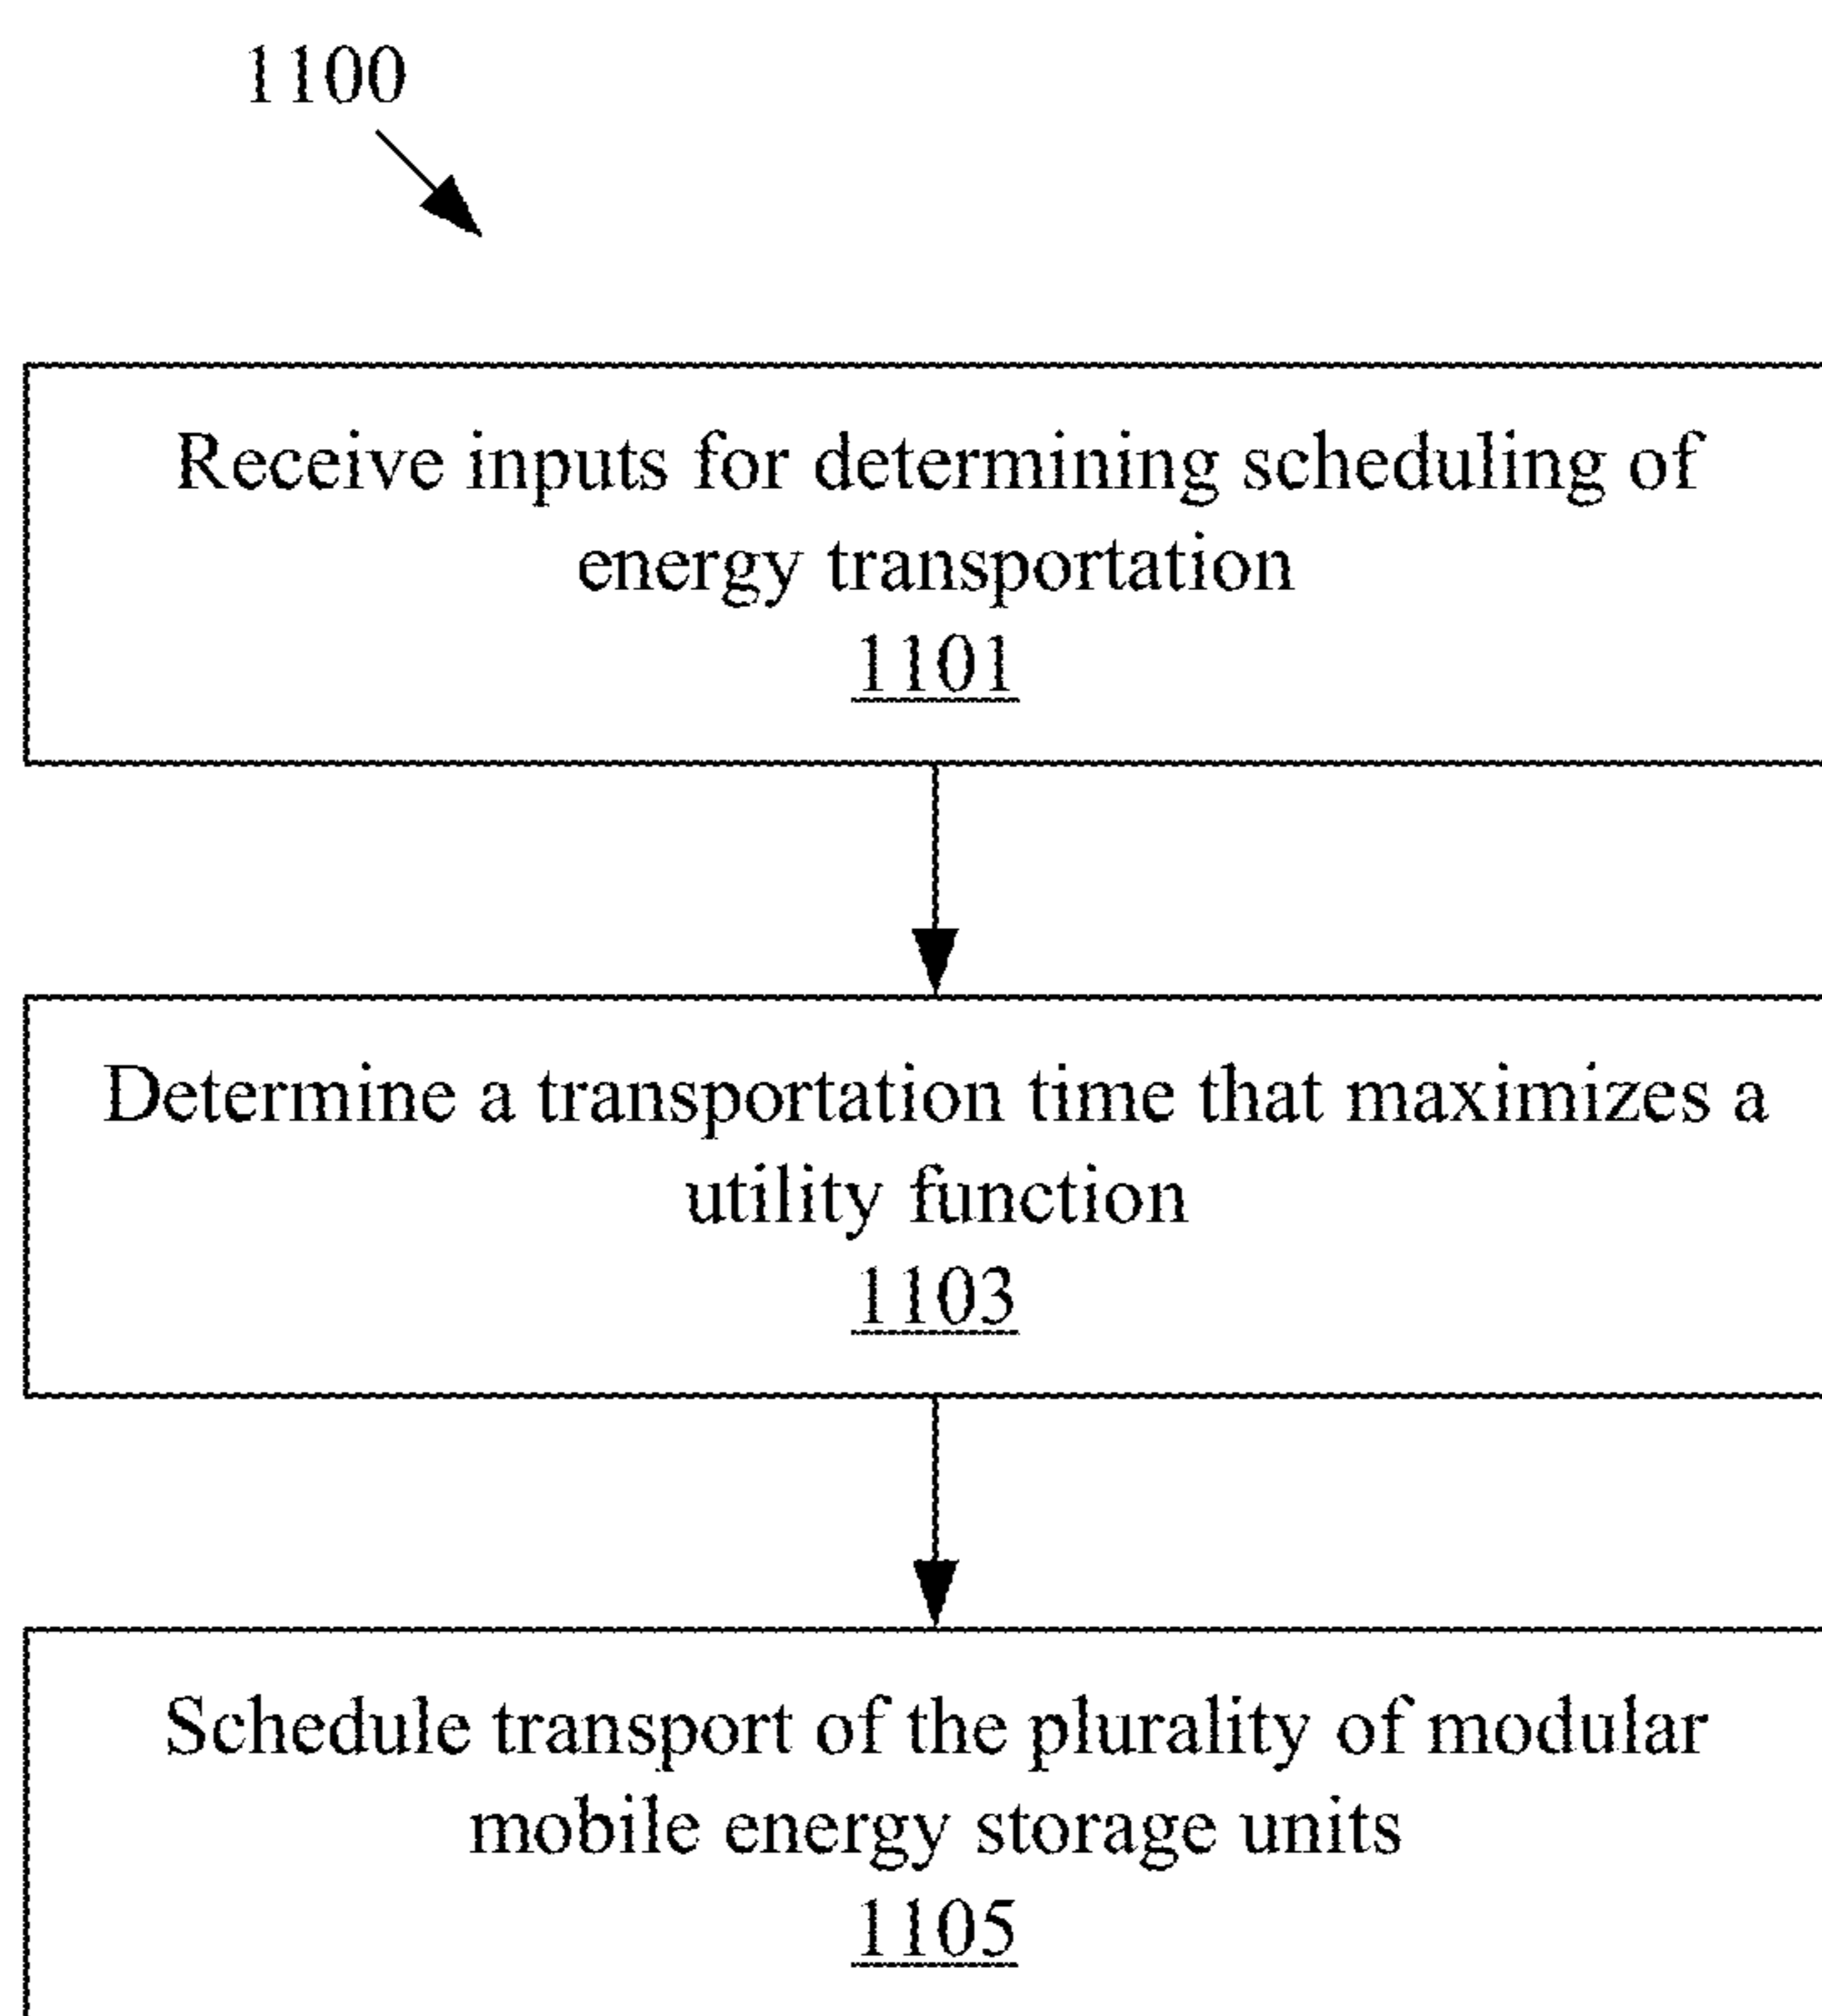 1100
Receive inputs for determining scheduling of
energy transportation
1101
Determine a transportation time that maximizes a
utility function
1103
Schedule transport of the plurality of modular
mobile energy storage units
1105